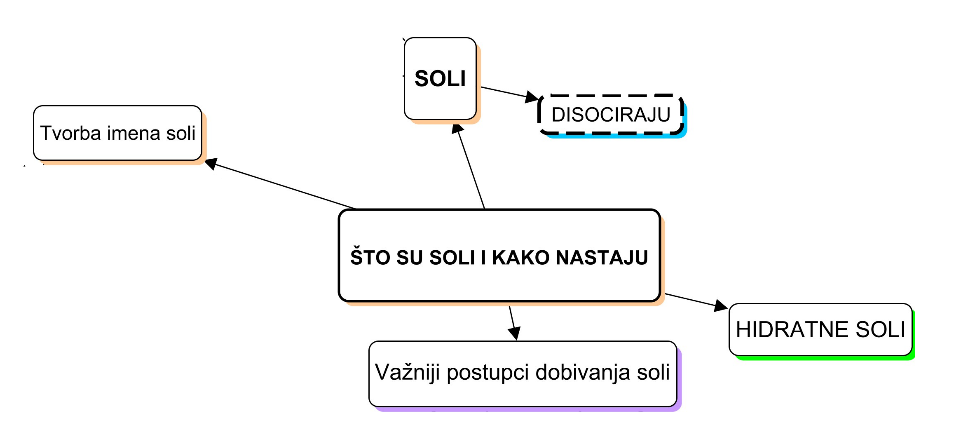 SOLI
DISOCIRAJU
Tvorba imena soli
ŠTO SU SOLI I KAKO NASTAJU
HIDRATNE SOLI
Važniji postupci dobivanja soli